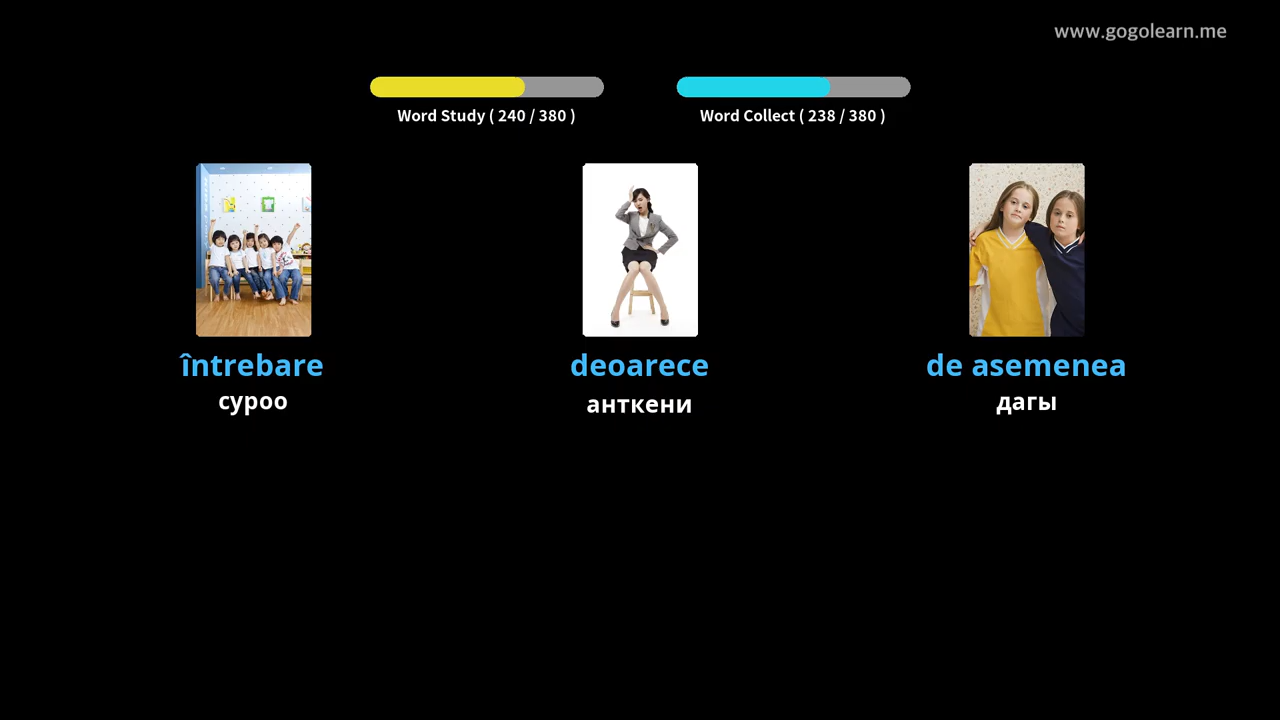 www.gogolearn.me
Word Study ( 240 / 380 )
Word Collect ( 238 / 380 )
întrebare
deoarece
de asemenea
суроо
анткени
дагы